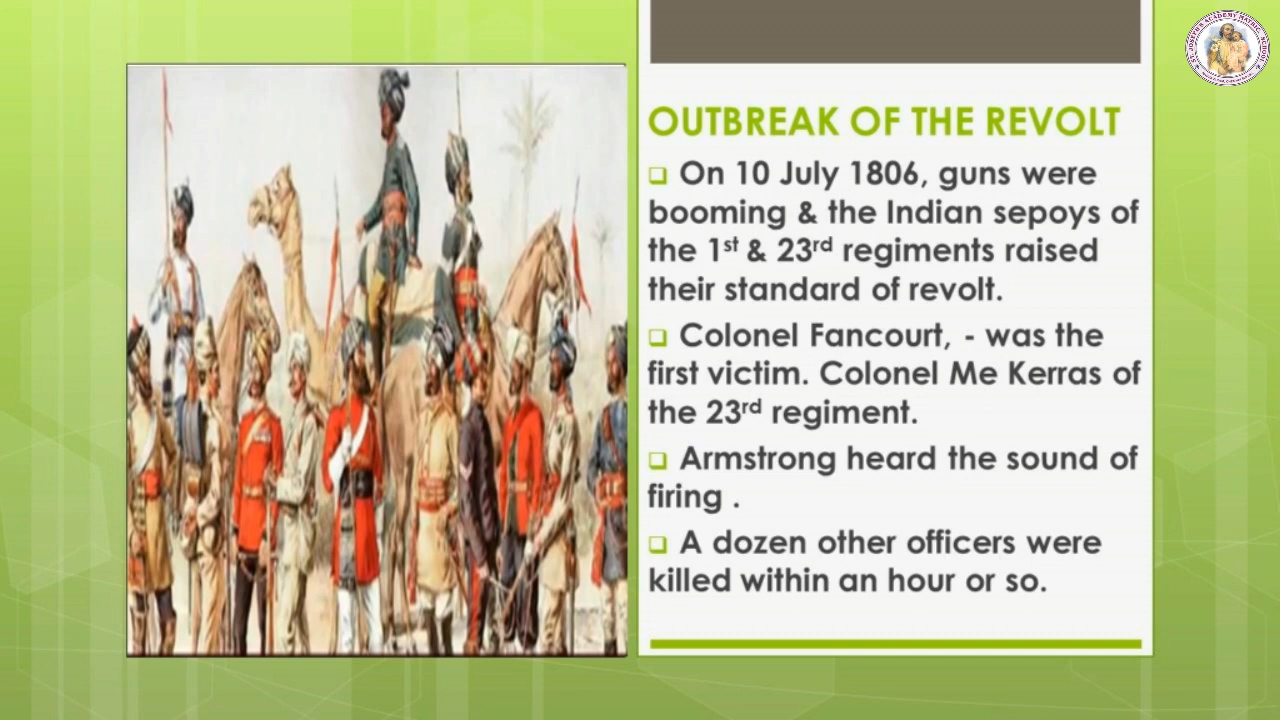 OUTBREAK OF THE REVOLT
❑ On 10 July 1806, guns were
booming & the Indian sepoys of
the 1st & 23rd regiments raised
their standard of revolt.
❑ Colonel Fancourt, - was the
first victim. Colonel Me Kerras of
the 23rd regiment.
❑ Armstrong heard the sound of
firing .
❑ A dozen other officers were
killed within an hour or so.